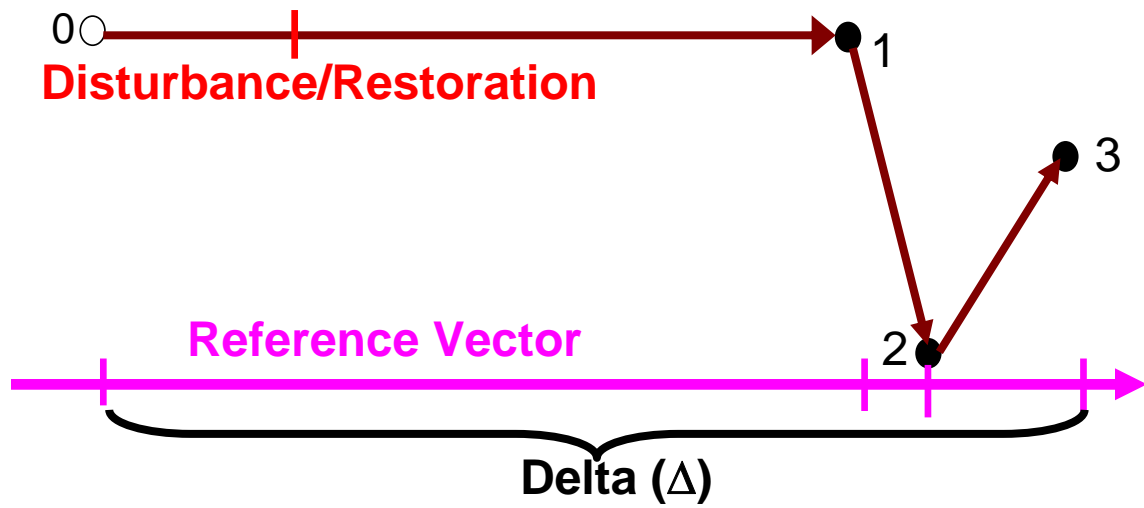 0
1
Disturbance/Restoration
3
Reference Vector
2
Delta (Δ)